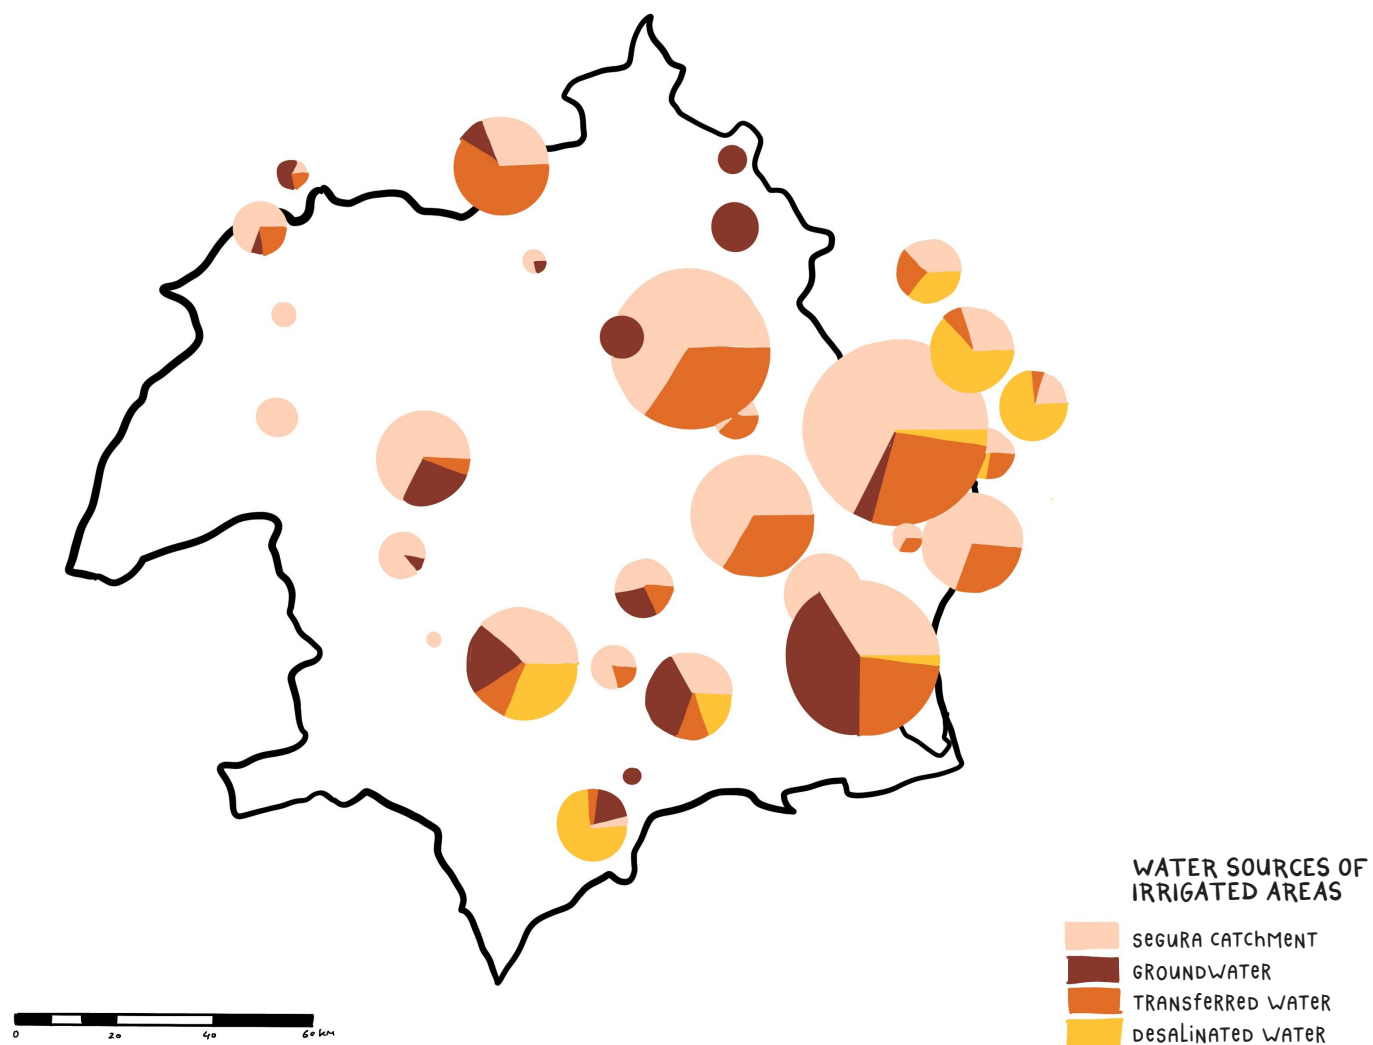 WATER SOURCES OF
IRRIGATED AREAS
SEGURA CATCHMENT
GROUNDWATER
TRANSFERRED WATER
DESALINATED WATER
0 20 40 60 KM